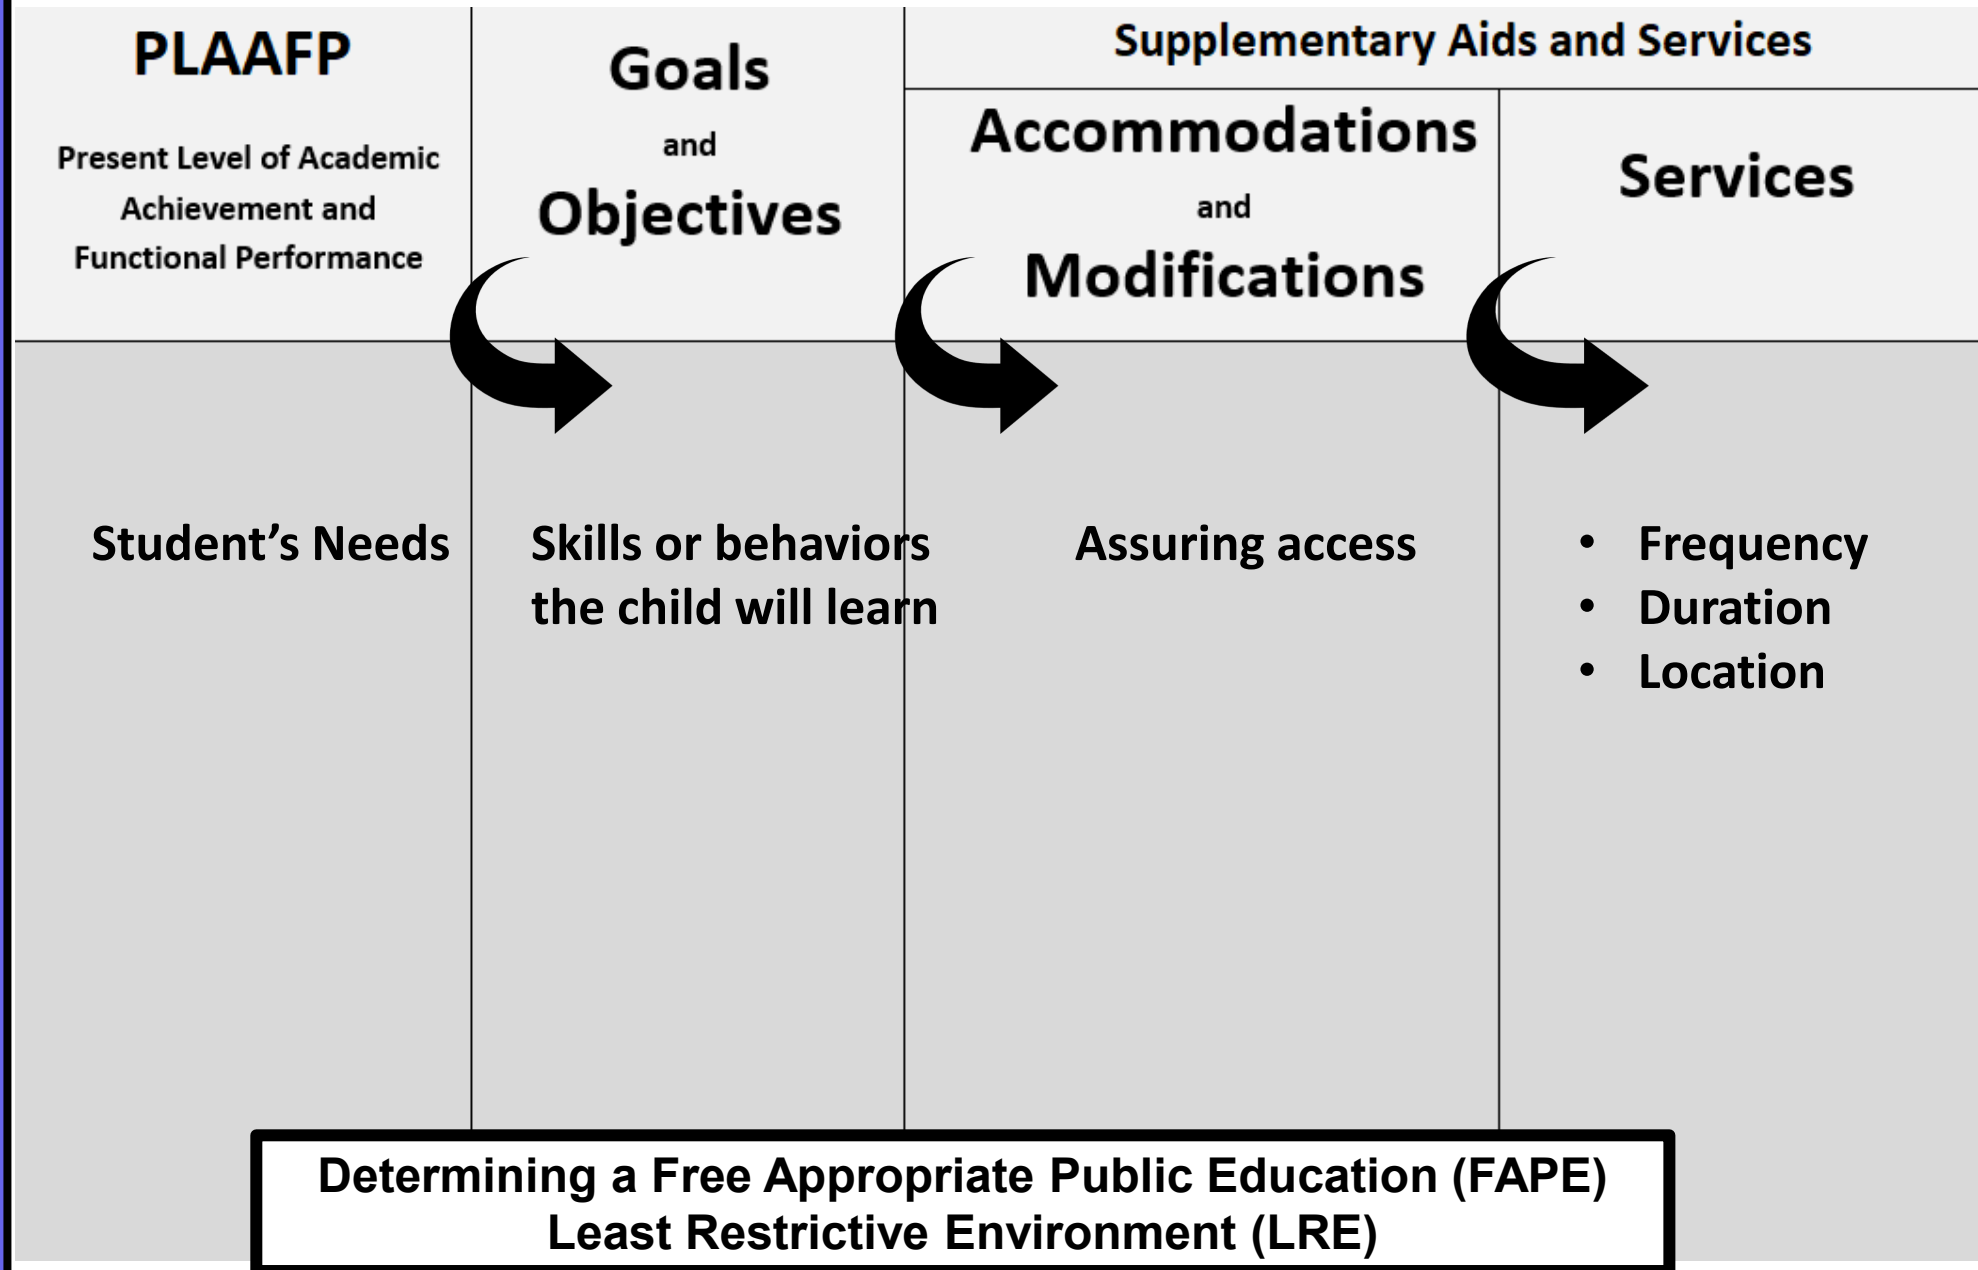 PLAAFP
Present Level of Academic
Achievement and
Functional Performance
Goals
and
Objectives
Supplementary Aids and Services
Accommodations
and
Modifications
Services
Student’s Needs
Skills or behaviors
the child will learn
Assuring access
• Frequency
• Duration
• Location
Determining a Free Appropriate Public Education (FAPE)
Least Restrictive Environment (LRE)